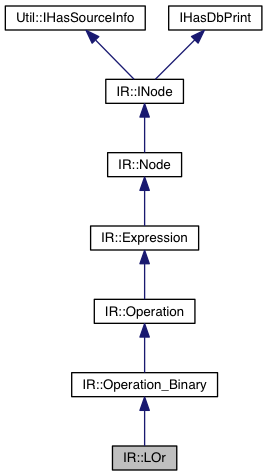 Util::IHasSourceInfo
IHasDbPrint
IR::INode
IR::Node
IR::Expression
IR::Operation
IR::Operation_Binary
IR::LOr